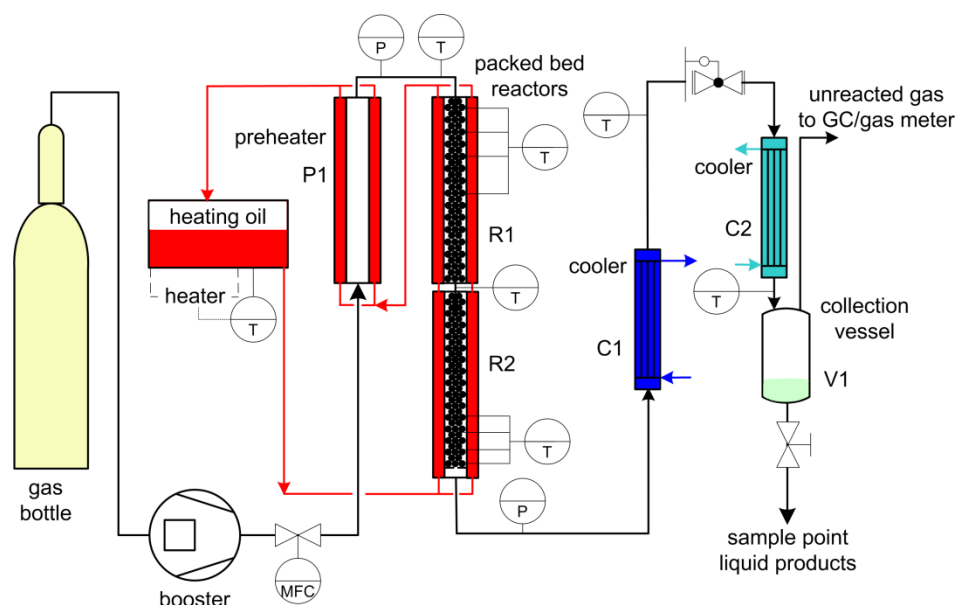 P
T
packed bed
reactors
unreacted gas
to GC/gas meter
preheater
P1
T
T
cooler
heating oil
R1
C2
cooler
heater
T
T
T
collection
vessel
R2
C1
V1
T
gas
bottle
P
MFC
sample point
liquid products
booster